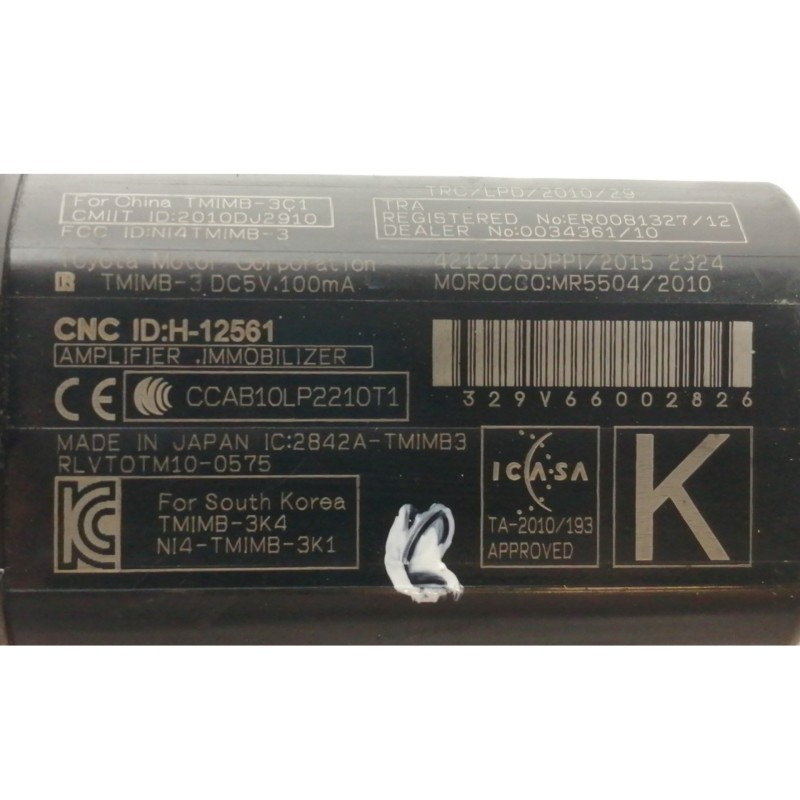 For China TMIMB-3C1
CMIIT ID:2010DJ2910
FCC ID:NI4TMIMB-3
Toyota Motor Corporation
R TMIMB-3 DC5V.100mA
CNC ID:H-12561
AMPLIFIER .IMMOBILIZER
CE CCAB10LP2210T1
MADE IN JAPAN IC:2842A-TMIMB3
RLVTOTM10-0575
KC
For South Korea
TMIMB-3K4
NI4-TMIMB-3K1
TRC/LPD/2010/29
TRA
REGISTERED No:ER0081327/12
DEALER No:0034361/10
42121/SDPPI/2015 2324
MOROCCO:MR5504/2010
329V66002826
ICASA
TA-2010/193
APPROVED
K